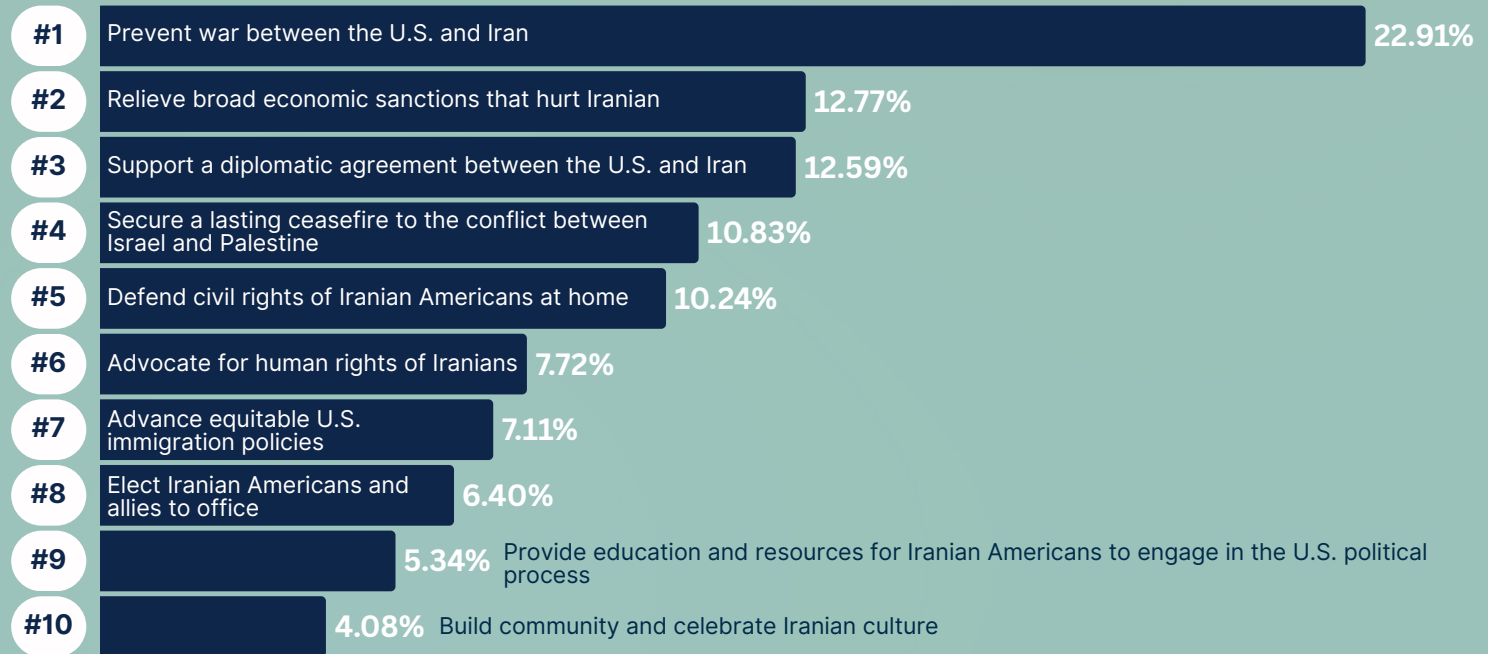 #1
Prevent war between the U.S. and Iran
22.91%
#2
Relieve broad economic sanctions that hurt Iranian
12.77%
#3
Support a diplomatic agreement between the U.S. and Iran
12.59%
#4
Secure a lasting ceasefire to the conflict between
Israel and Palestine
10.83%
#5
Defend civil rights of Iranian Americans at home
10.24%
#6
Advocate for human rights of Iranians
7.72%
#7
Advance equitable U.S.
immigration policies
7.11%
#8
Elect Iranian Americans and
allies to office
6.40%
#9
5.34%
Provide education and resources for Iranian Americans to engage in the U.S. political
process
#10
4.08%
Build community and celebrate Iranian culture